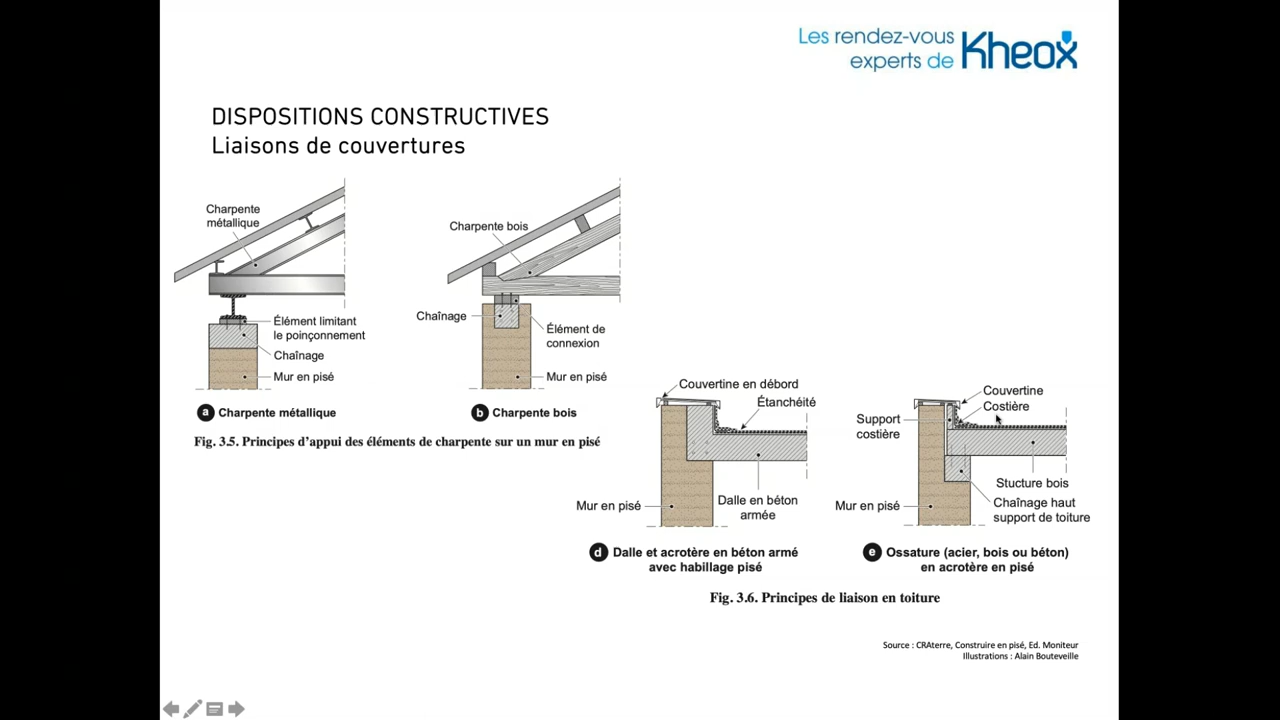 Les rendez-vous
experts de Kheox
DISPOSITIONS CONSTRUCTIVES
Liaisons de couvertures
Charpente
métallique
Élément limitant
le poinçonnement
Chaînage
Mur en pisé
a Charpente métallique
Charpente bois
Chaînage
Élément de
connexion
Mur en pisé
b Charpente bois
Fig. 3.5. Principes d'appui des éléments de charpente sur un mur en pisé
Couvertine en débord
Étanchéité
Mur en pisé
Dalle en béton
armée
d Dalle et acrotère en béton armé
avec habillage pisé
Couvertine
Costière
Support
costière
Stucture bois
Mur en pisé
Chaînage haut
support de toiture
e Ossature (acier, bois ou béton)
en acrotère en pisé
Fig. 3.6. Principes de liaison en toiture
Source : CRAterre, Construire en pisé, Ed. Moniteur
Illustrations : Alain Bouteveille